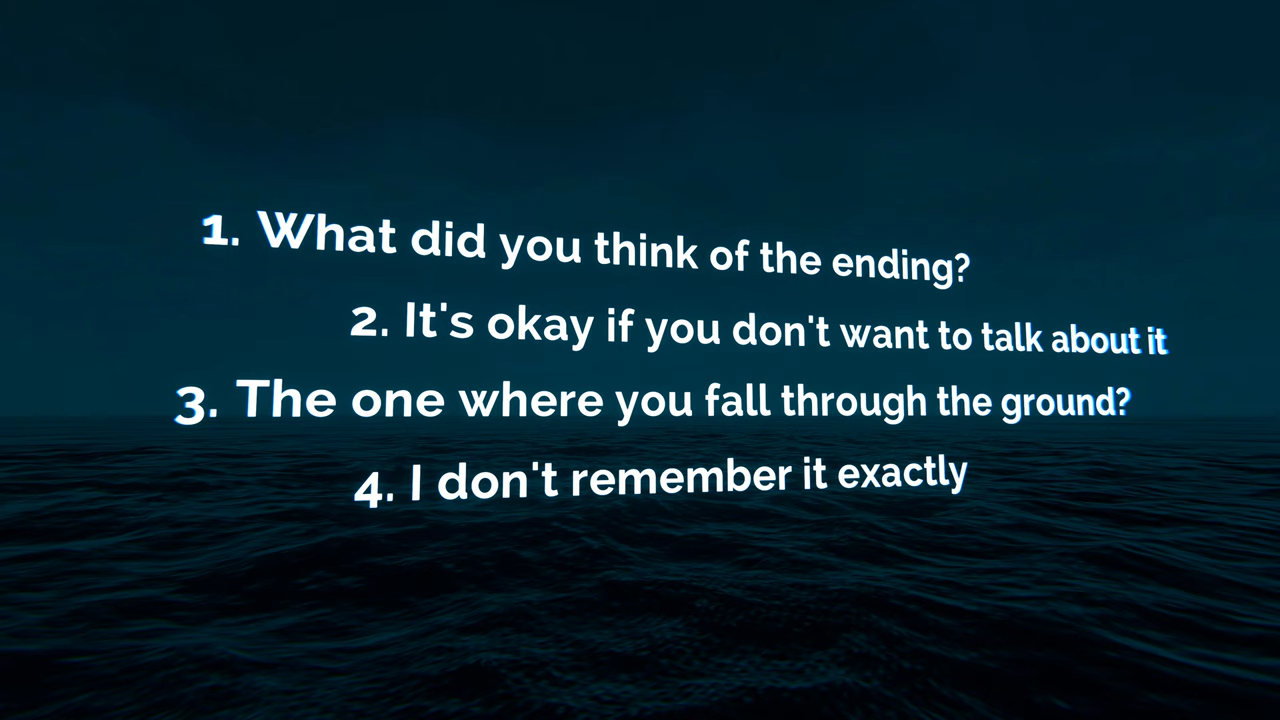 1. What did you think of the ending?
2. It's okay if you don't want to talk about it
3. The one where you fall through the ground?
4. I don't remember it exactly